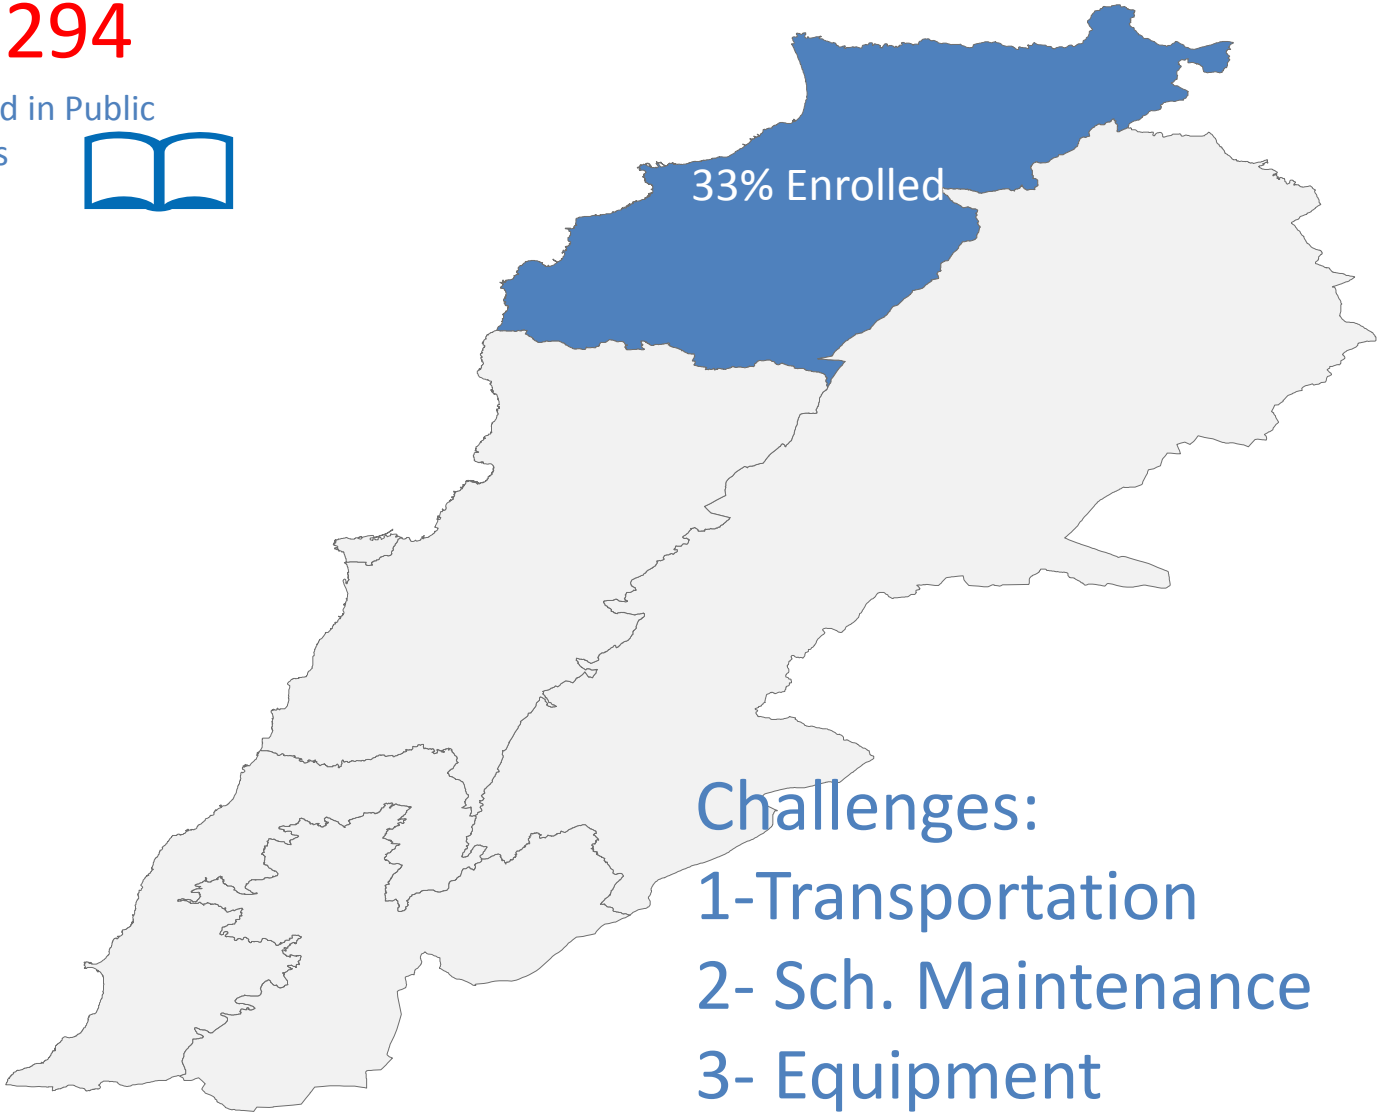 294
d in Public
s
33% Enrolled
Challenges:
1-Transportation
2- Sch. Maintenance
3- Equipment